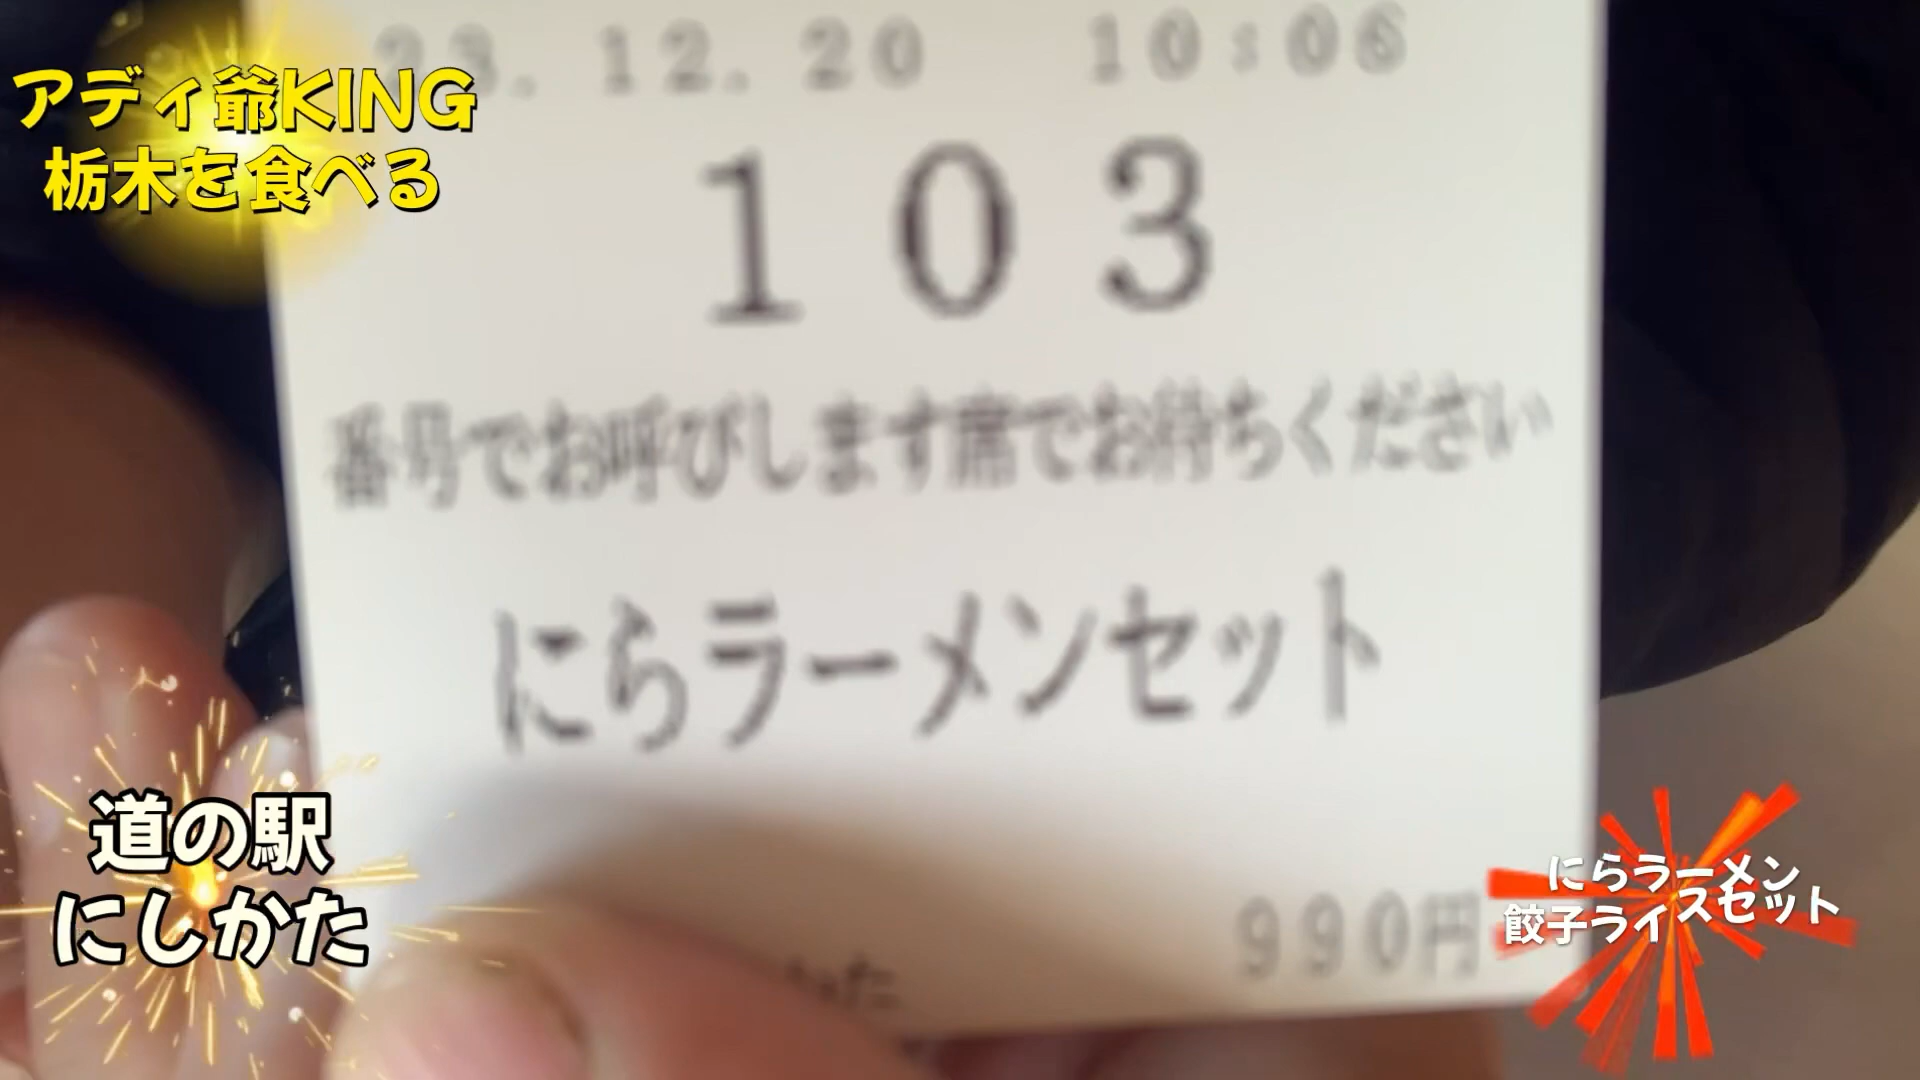 アディ爺KING
栃木を食べる
23.12.20 10:06
103
番号でお呼びします席でお待ちください
にらラーメンセット
990円
道の駅
にしかた
にらラーメン
餃子ライスセット